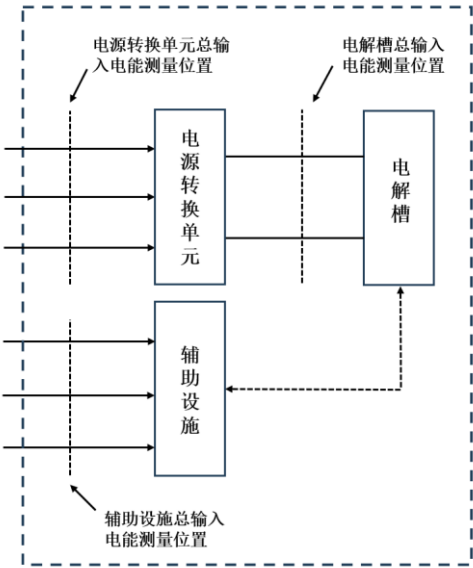 电源转换单元总输
入电能测量位置
电解槽总输入
电能测量位置
电源转换单元
电解槽
辅助设施
辅助设施总输入
电能测量位置